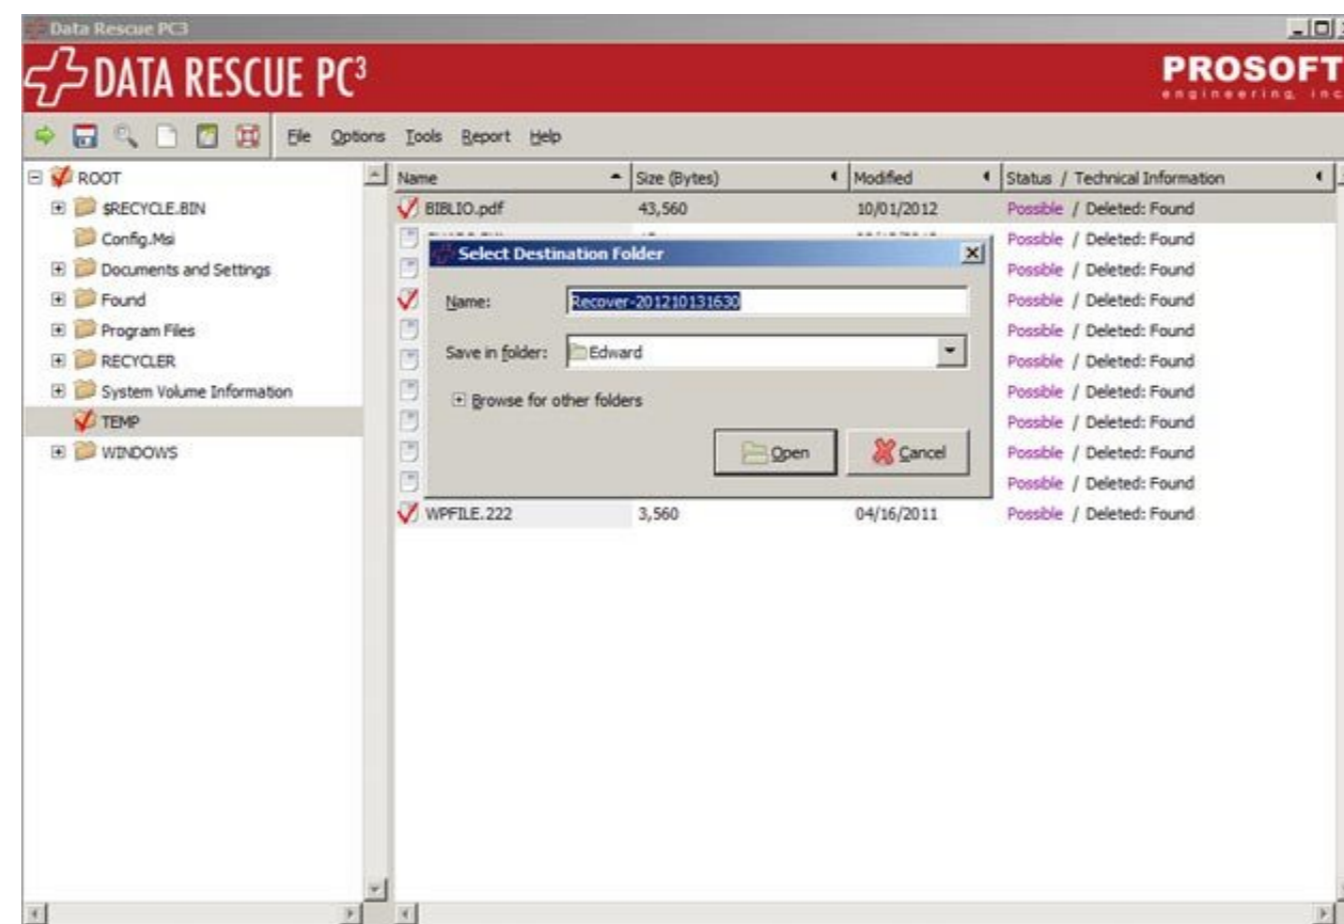 Data Rescue PC3
DATA RESCUE PC3
PROSOFT
engineering, inc.
File Options Tools Report Help
ROOT
$RECYCLE.BIN
Config.Msi
Documents and Settings
Found
Program Files
RECYCLER
System Volume Information
TEMP
WINDOWS
Name Size (Bytes) Modified Status / Technical Information
BIBLIO.pdf 43,560 10/01/2012 Possible / Deleted: Found
Possible / Deleted: Found
Possible / Deleted: Found
Possible / Deleted: Found
Possible / Deleted: Found
Possible / Deleted: Found
Possible / Deleted: Found
Possible / Deleted: Found
Possible / Deleted: Found
Possible / Deleted: Found
WPFILE.222 3,560 04/16/2011 Possible / Deleted: Found
Select Destination Folder
Name: Recover-201210131630
Save in folder: Edward
Browse for other folders
Open Cancel